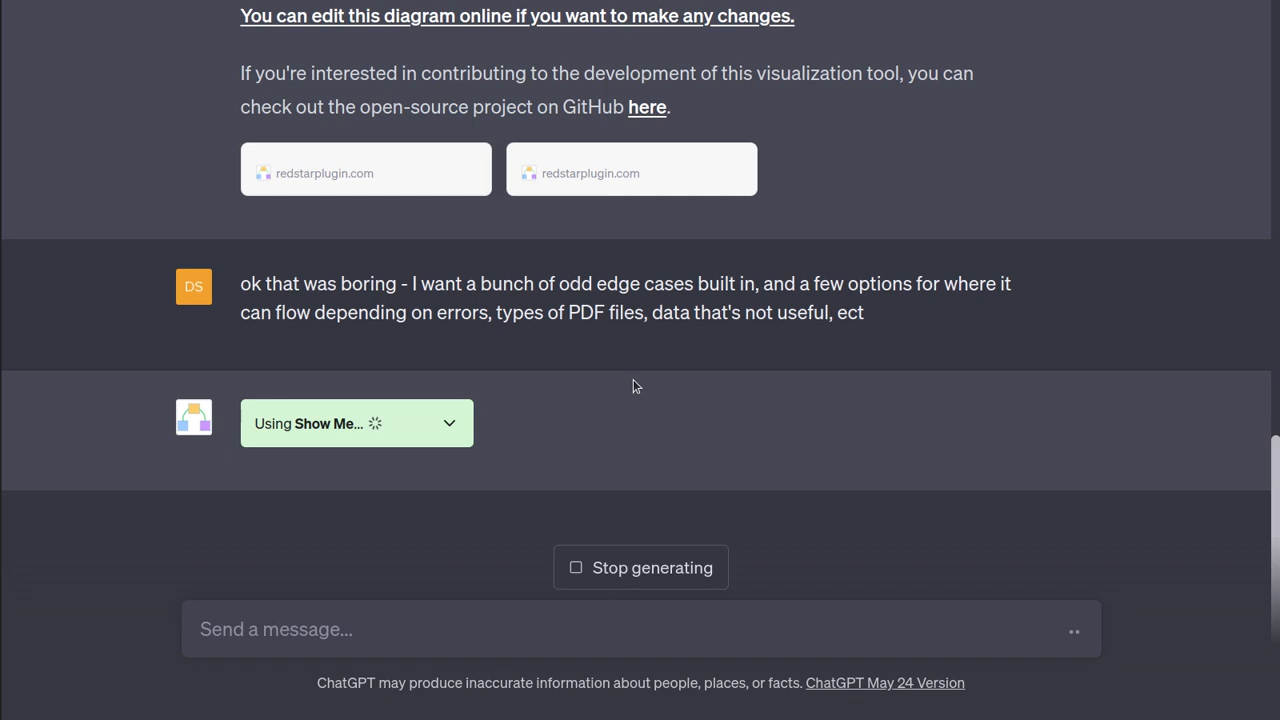 You can edit this diagram online if you want to make any changes.
If you're interested in contributing to the development of this visualization tool, you can
check out the open-source project on GitHub here.
redstarplugin.com
redstarplugin.com
DS
ok that was boring - I want a bunch of odd edge cases built in, and a few options for where it
can flow depending on errors, types of PDF files, data that's not useful, ect
Using Show Me...
Stop generating
Send a message...
ChatGPT may produce inaccurate information about people, places, or facts. ChatGPT May 24 Version